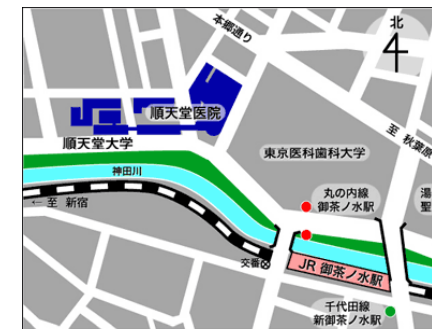 本郷通り
北
順天堂医院
至 秋葉原
順天堂大学
東京医科歯科大学
神田川
丸の内線
御茶ノ水駅
湯
聖
← 至 新宿
交番
JR 御茶ノ水駅
千代田線
新御茶ノ水駅